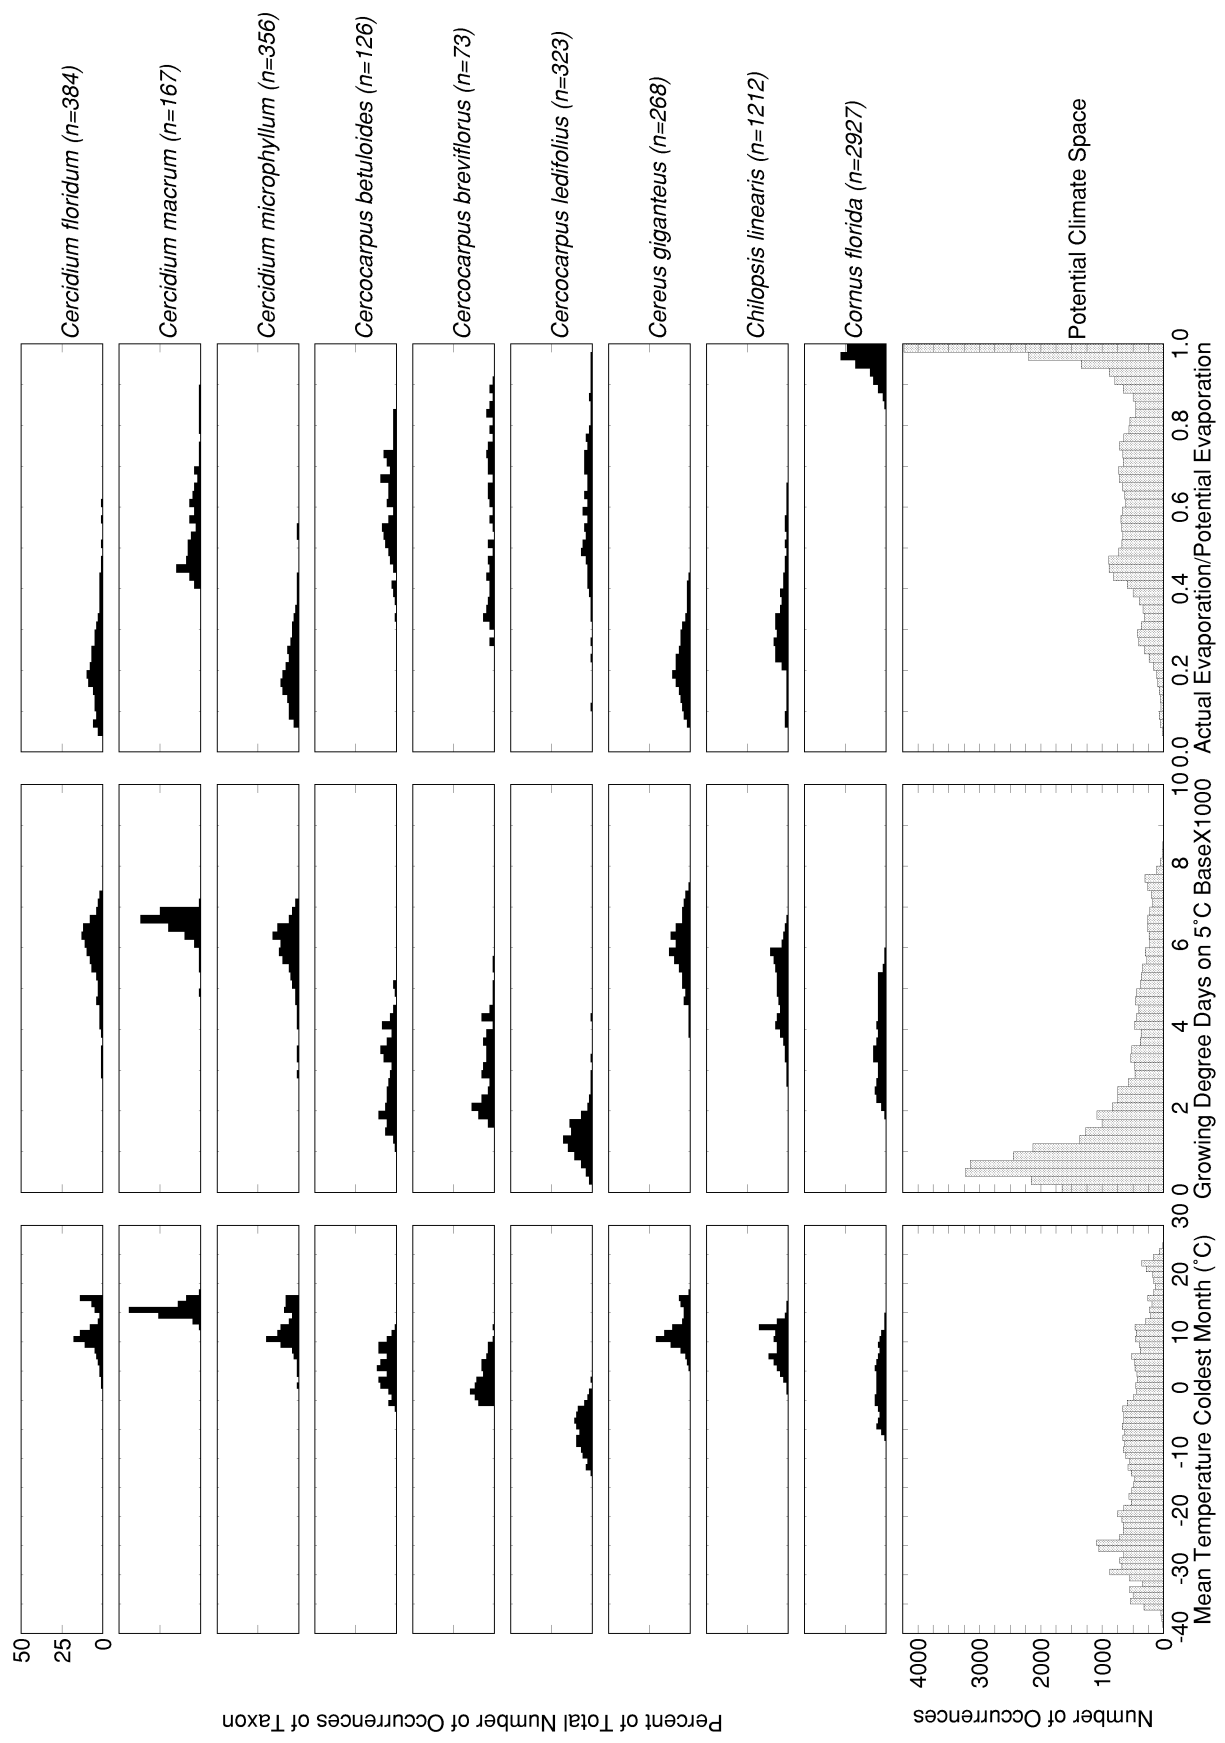 Cercidium floridum (n=384)
Cercidium macrum (n=167)
Cercidium microphyllum (n=356)
Cercocarpus betuloides (n=126)
Cercocarpus breviflorus (n=73)
Cercocarpus ledifolius (n=323)
Cereus giganteus (n=268)
Chilopsis linearis (n=1212)
Cornus florida (n=2927)
Potential Climate Space
50
25
0
Percent of Total Number of Occurrences of Taxon
4000
3000
2000
1000
0
Number of Occurrences
-40 -30 -20 -10 0 10 20 30
Mean Temperature Coldest Month (°C)
0 2 4 6 8 10
Growing Degree Days on 5°C BaseX1000
0.0 0.2 0.4 0.6 0.8 1.0
Actual Evaporation/Potential Evaporation